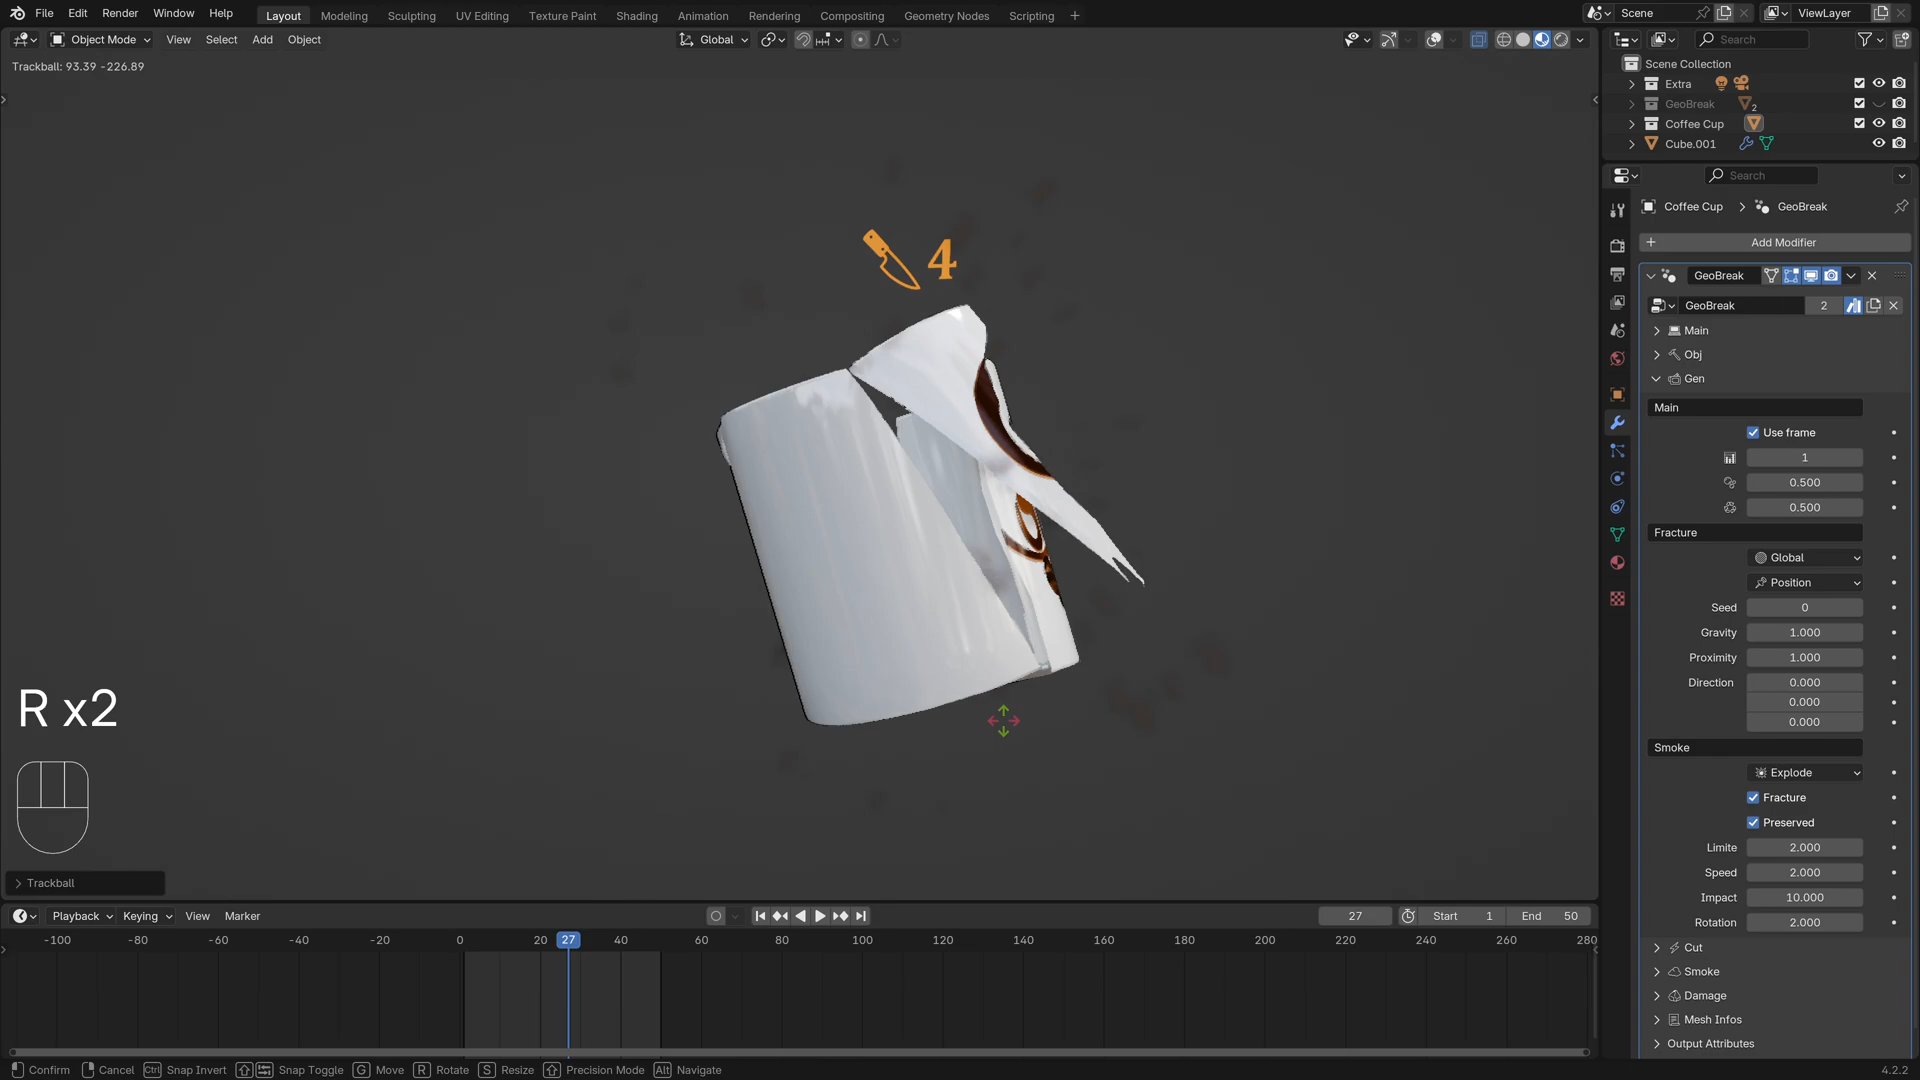 File Edit Render Window Help Layout Modeling Sculpting UV Editing Texture Paint Shading Animation Rendering Compositing Geometry Nodes Scripting + Scene ViewLayer
Object Mode View Select Add Object Global Search
Trackball: 93.39 -226.89
Scene Collection
Extra
GeoBreak 2
Coffee Cup
Cube.001
Search
Coffee Cup > GeoBreak
+ Add Modifier
GeoBreak
GeoBreak 2
Main
Obj
Gen
Main
Use frame
1
0.500
0.500
Fracture
Global
Position
Seed 0
Gravity 1.000
Proximity 1.000
Direction 0.000
0.000
0.000
Smoke
Explode
Fracture
Preserved
Limite 2.000
Speed 2.000
Impact 10.000
Rotation 2.000
Cut
Smoke
Damage
Mesh Infos
Output Attributes
4
R x2
Trackball
Playback Keying View Marker 27 Start 1 End 50
-100 -80 -60 -40 -20 0 20 27 40 60 80 100 120 140 160 180 200 220 240 260 280
Confirm Cancel Ctrl Snap Invert Snap Toggle G Move R Rotate S Resize Precision Mode Alt Navigate 4.2.2